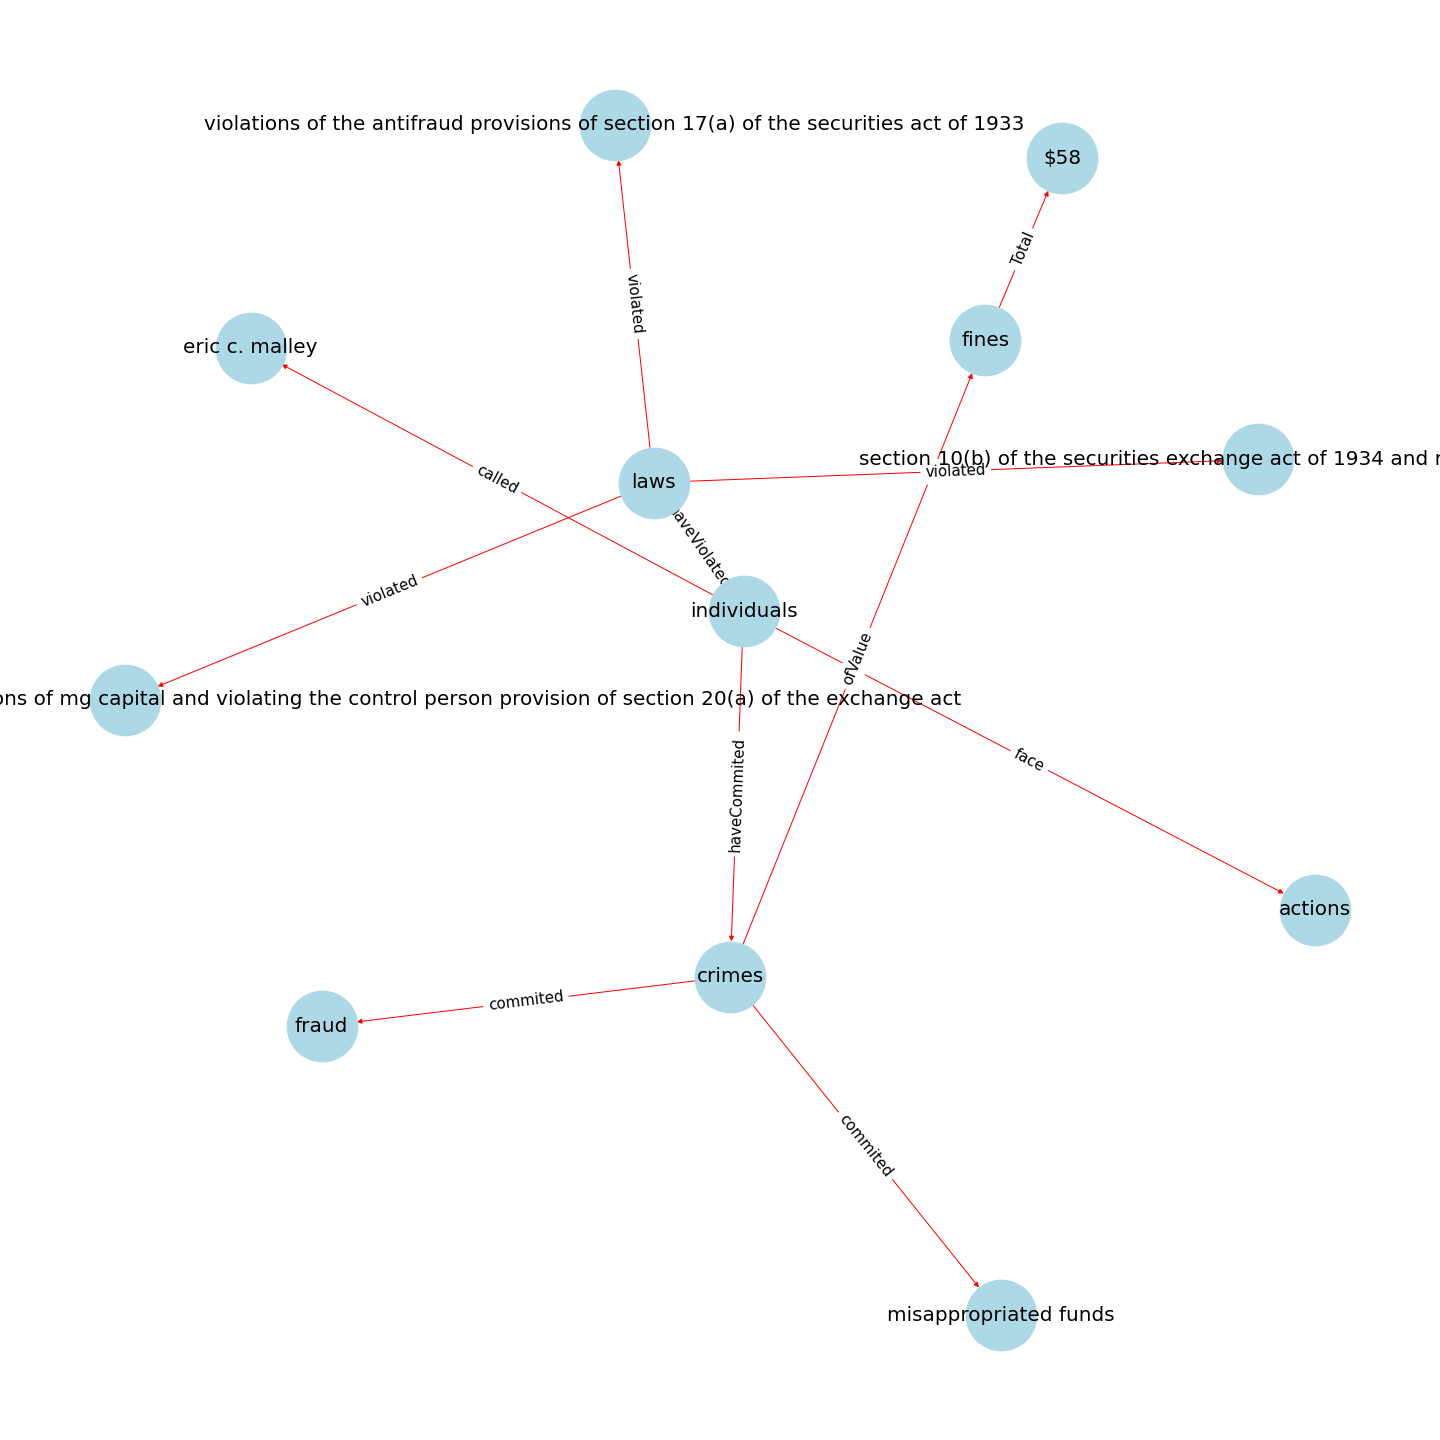 violations of the antifraud provisions of section 17(a) of the securities act of 1933
$58
Total
violated
fines
eric c. malley
section 10(b) of the securities exchange act of 1934 and
violated
called
laws
violated
individuals
ofValue
of mg capital and violating the control person provision of section 20(a) of the exchange act
face
haveCommited
actions
crimes
commited
fraud
commited
misappropriated funds